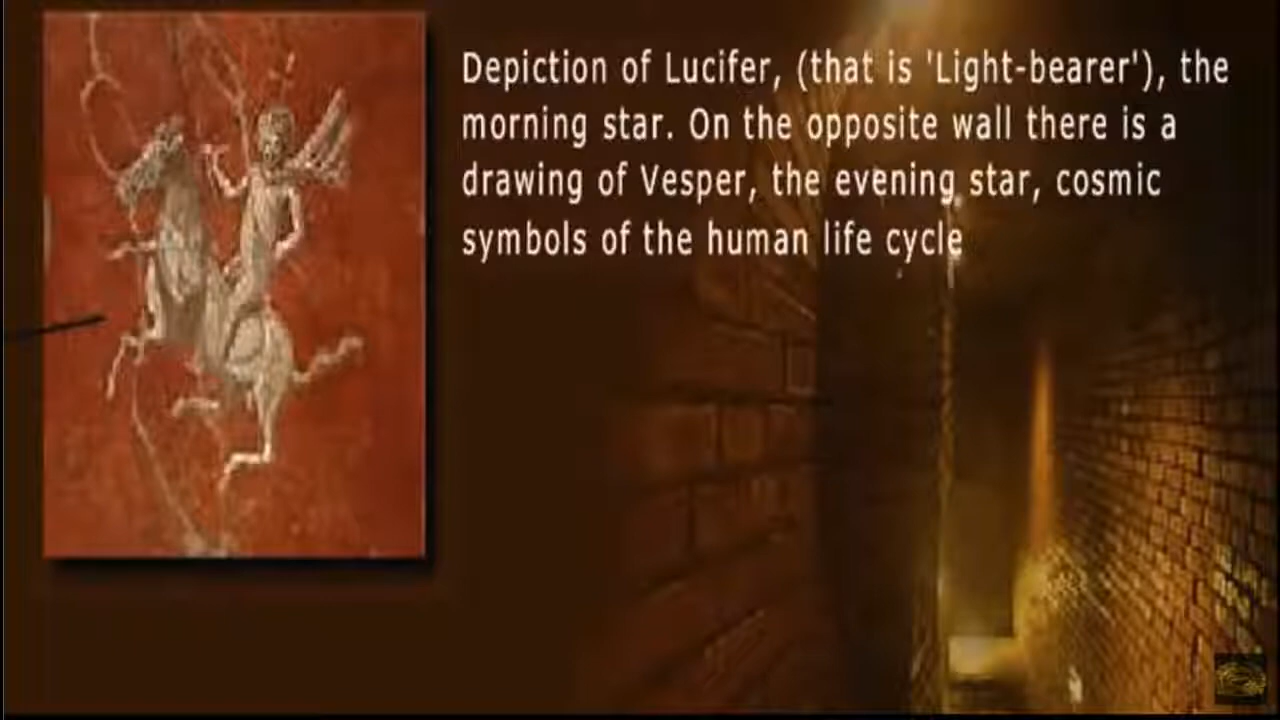 Depiction of Lucifer, (that is 'Light-bearer'), the
morning star. On the opposite wall there is a
drawing of Vesper, the evening star, cosmic
symbols of the human life cycle